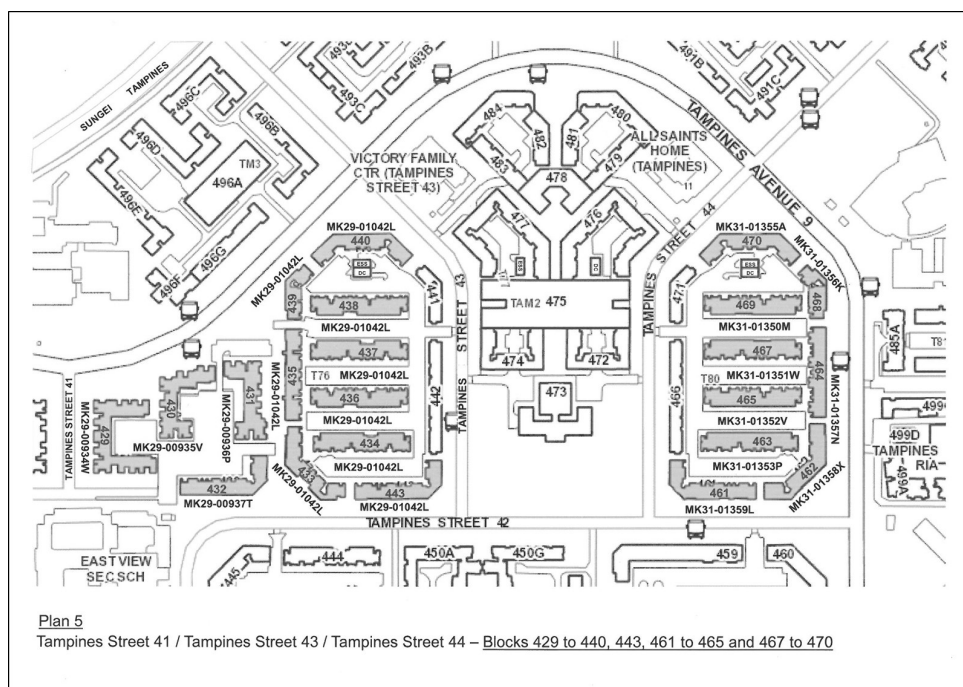 SUNGEI TAMPINES
496C
496B
496D
TM3
496A
496E
496G
496F
493C
493B
VICTORY FAMILY
CTR (TAMPINES
STREET 43)
484
482
481
480
483
479
478
477
476
ALL SAINTS
HOME
(TAMPINES)
11
491B
491C
TAMPINES AVENUE 9
TAMPINES STREET 44
MK29-01042L
440
ESS
DC
MK29-01042L
439
438
441
MK29-01042L
437
MK29-01042L
435
T76
436
MK29-01042L
MK29-01042L
442
434
MK29-01042L
433
MK29-01042L
443
MK29-01042L
TAMPINES STREET 43
ESS
DC
TAM2
475
474
472
473
MK31-01355A
470
MK31-01356K
ESS
DC
471
469
468
MK31-01350M
467
MK31-01351W
464
MK31-01357N
466
T80
465
MK31-01352V
463
MK31-01353P
462
MK31-01358X
461
MK31-01359L
485A
T81
499C
499D
TAMPINES
RIA
499A
TAMPINES STREET 41
MK29-00934W
429
430
MK29-00935V
431
MK29-00936P
432
MK29-00937T
TAMPINES STREET 42
EAST VIEW
SEC SCH
445
444
450A
450G
459
460
Plan 5
Tampines Street 41 / Tampines Street 43 / Tampines Street 44 – Blocks 429 to 440, 443, 461 to 465 and 467 to 470